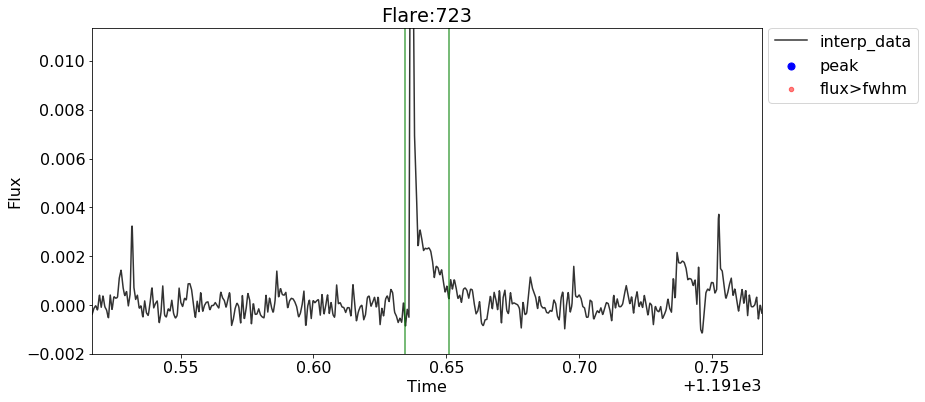 Flare:723
interp_data
peak
flux>fwhm
Flux
0.010
0.008
0.006
0.004
0.002
0.000
−0.002
0.55
0.60
0.65
0.70
0.75
Time
+1.191e3